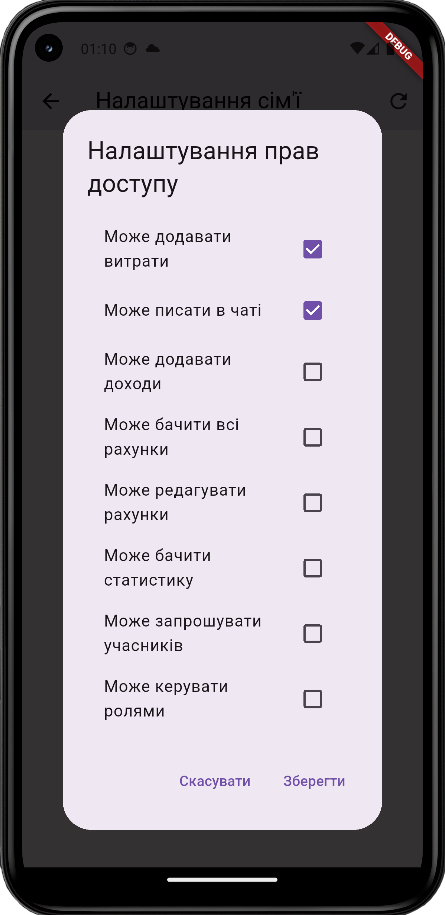 01:10
DEBUG
Налаштування сім'ї
Налаштування прав
доступу
Може додавати
витрати
Може писати в чаті
Може додавати
доходи
Може бачити всі
рахунки
Може редагувати
рахунки
Може бачити
статистику
Може запрошувати
учасників
Може керувати
ролями
Скасувати Зберегти